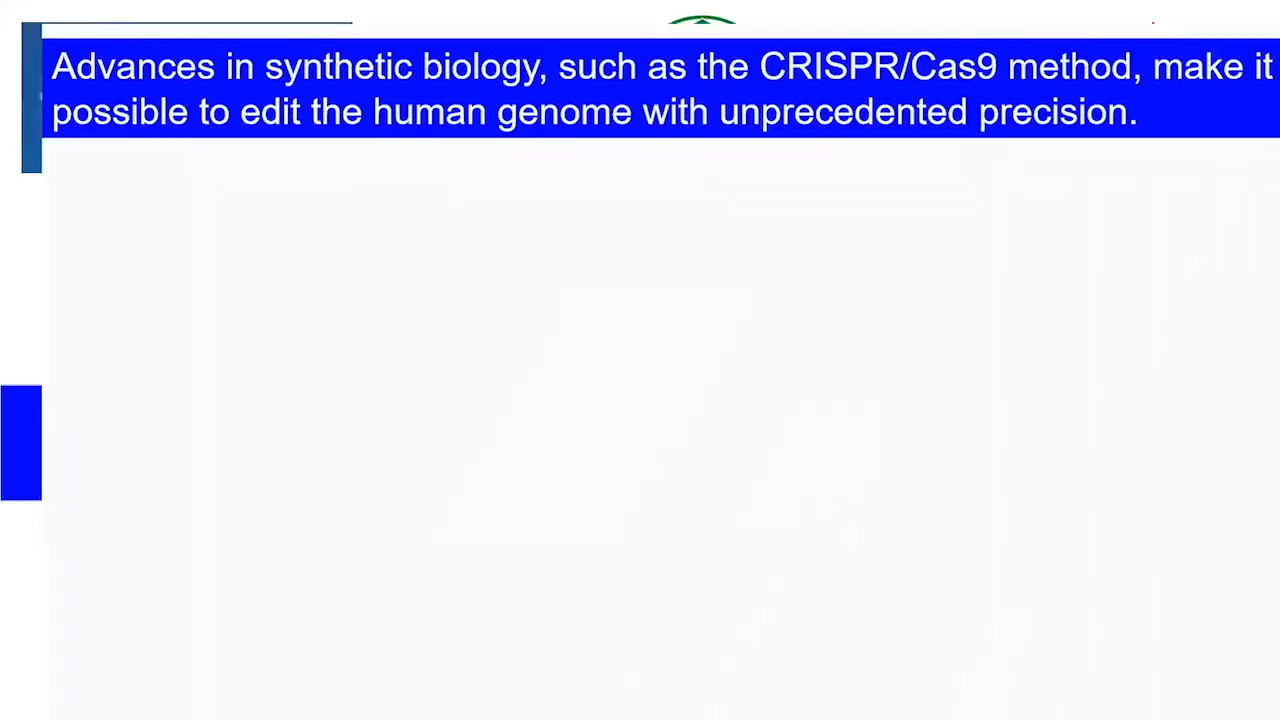 Advances in synthetic biology, such as the CRISPR/Cas9 method, make it
possible to edit the human genome with unprecedented precision.